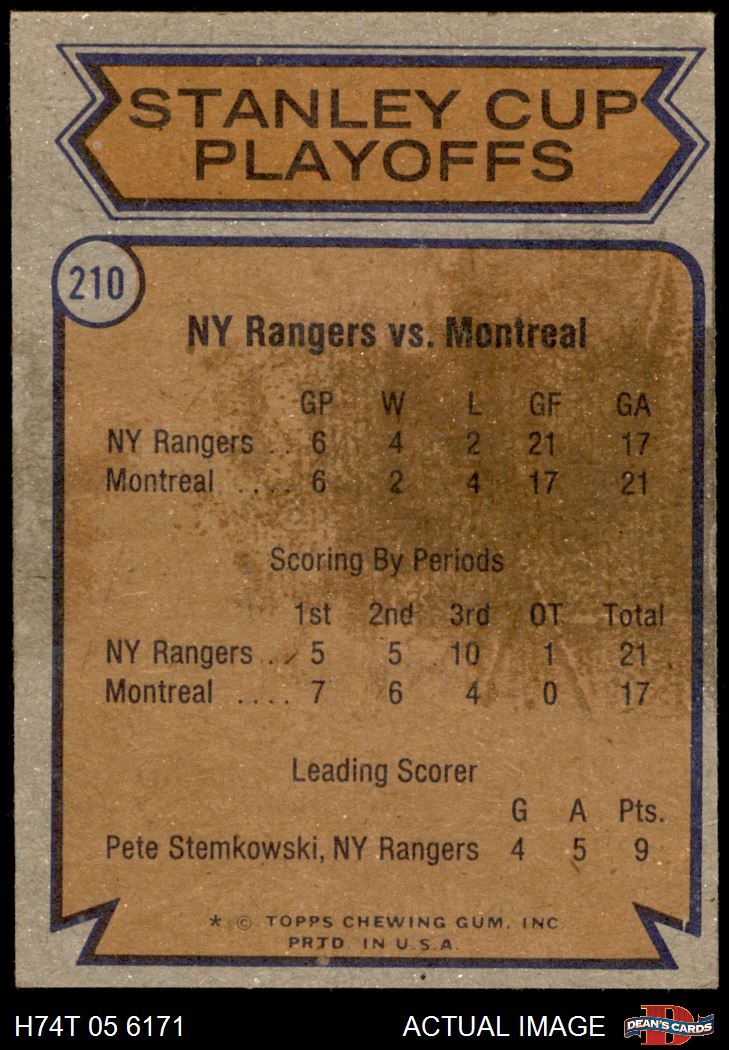 STANLEY CUP
PLAYOFFS
210
NY Rangers vs. Montreal
GP W L GF GA
NY Rangers .. 6 4 2 21 17
Montreal .... 6 2 4 17 21
Scoring By Periods
1st 2nd 3rd OT Total
NY Rangers .. 5 5 10 1 21
Montreal .... 7 6 4 0 17
Leading Scorer
G A Pts.
Pete Stemkowski, NY Rangers 4 5 9
* © TOPPS CHEWING GUM, INC
PRTD. IN U.S.A.
H74T 05 6171 ACTUAL IMAGE D DEAN'S CARDS